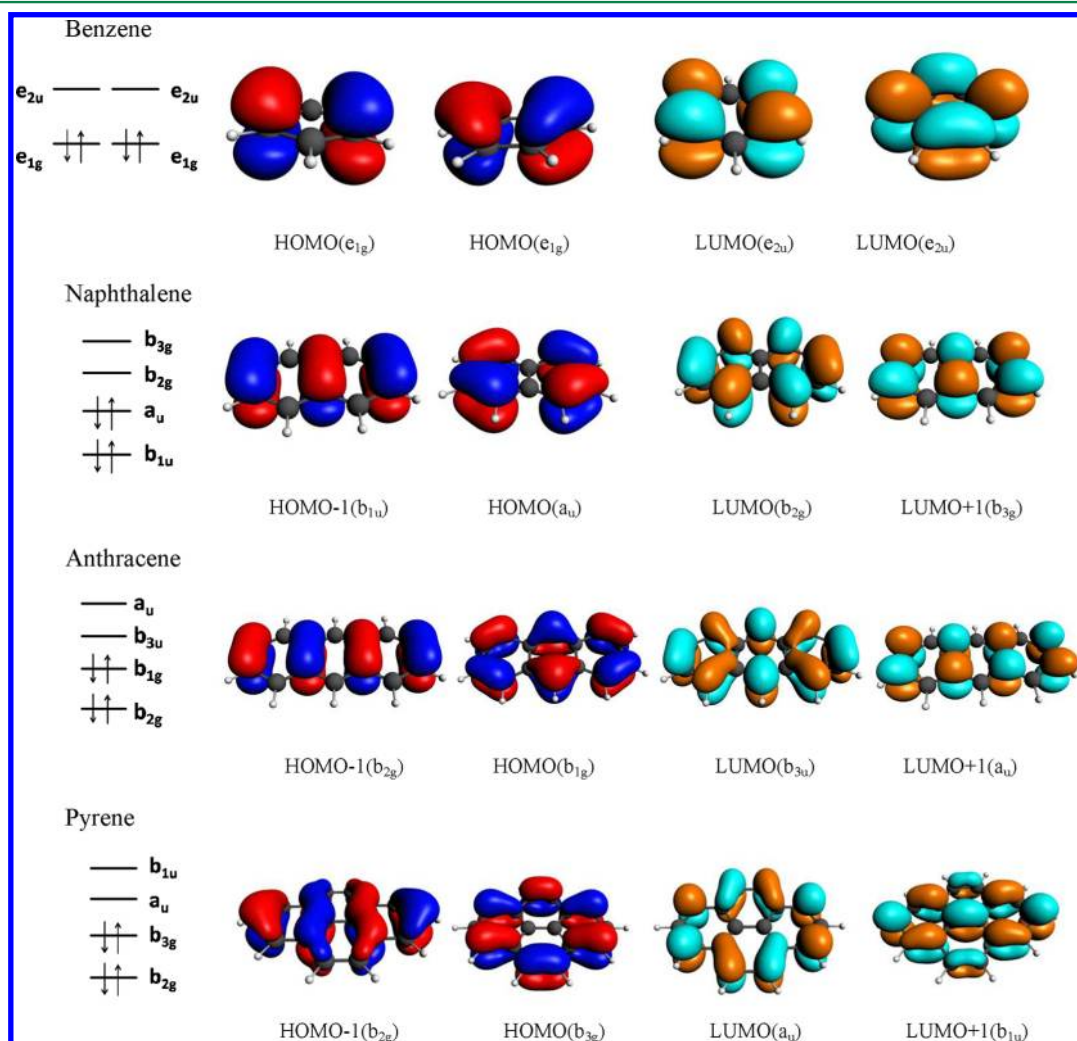 Benzene
e2u e2u
e1g e1g
HOMO(e1g) HOMO(e1g) LUMO(e2u) LUMO(e2u)
Naphthalene
b3g
b2g
au
b1u
HOMO-1(b1u) HOMO(au) LUMO(b2g) LUMO+1(b3g)
Anthracene
au
b3u
b1g
b2g
HOMO-1(b2g) HOMO(b1g) LUMO(b3u) LUMO+1(au)
Pyrene
b1u
au
b3g
b2g
HOMO-1(b2g) HOMO(b3g) LUMO(au) LUMO+1(b1u)